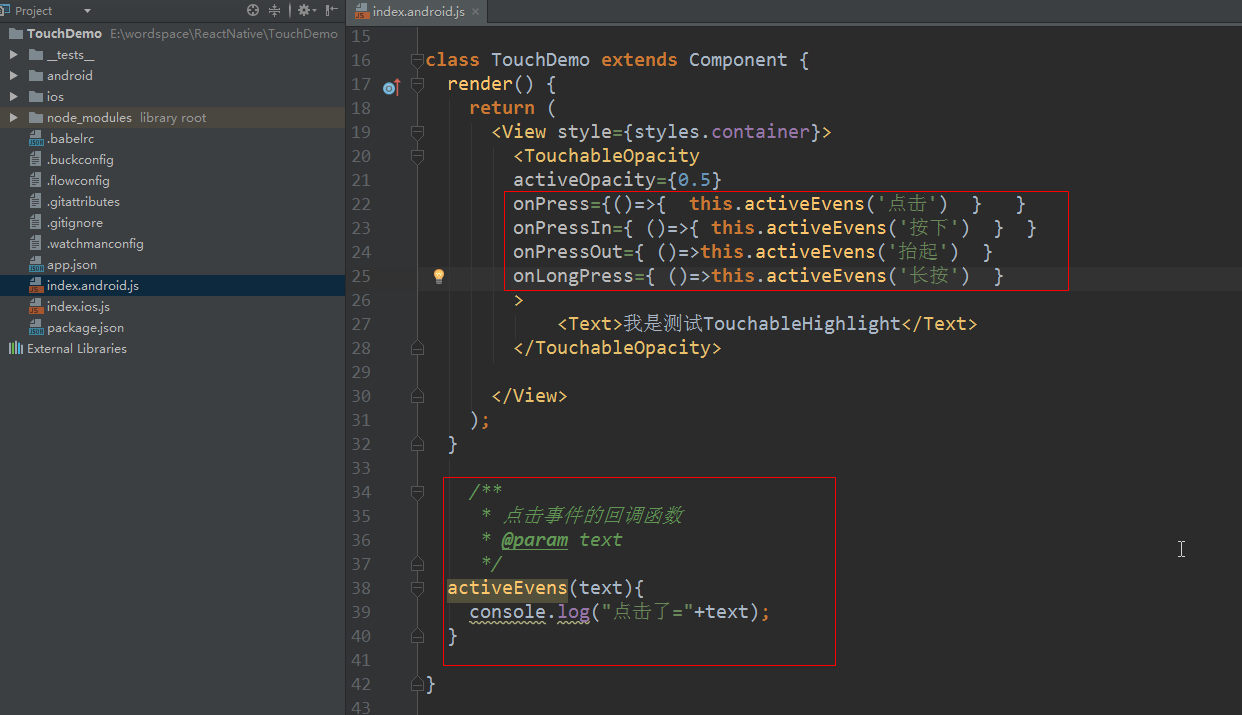 Project
TouchDemo E:\wordspace\ReactNative\TouchDemo
__tests__
android
ios
node_modules library root
.babelrc
.buckconfig
.flowconfig
.gitattributes
.gitignore
.watchmanconfig
app.json
index.android.js
index.ios.js
package.json
External Libraries
index.android.js
15
16 class TouchDemo extends Component {
17 render() {
18 return (
19 <View style={styles.container}>
20 <TouchableOpacity
21 activeOpacity={0.5}
22 onPress={()=>{  this.activeEvens('点击')  }   }
23 onPressIn={ ()=>{ this.activeEvens('按下')  }  }
24 onPressOut={ ()=>this.activeEvens('抬起')  }
25 onLongPress={ ()=>this.activeEvens('长按')  }
26 >
27 <Text>我是测试TouchableHighlight</Text>
28 </TouchableOpacity>
29
30 </View>
31 );
32 }
33
34 /**
35 * 点击事件的回调函数
36 * @param text
37 */
38 activeEvens(text){
39 console.log("点击了="+text);
40 }
41
42 }
43